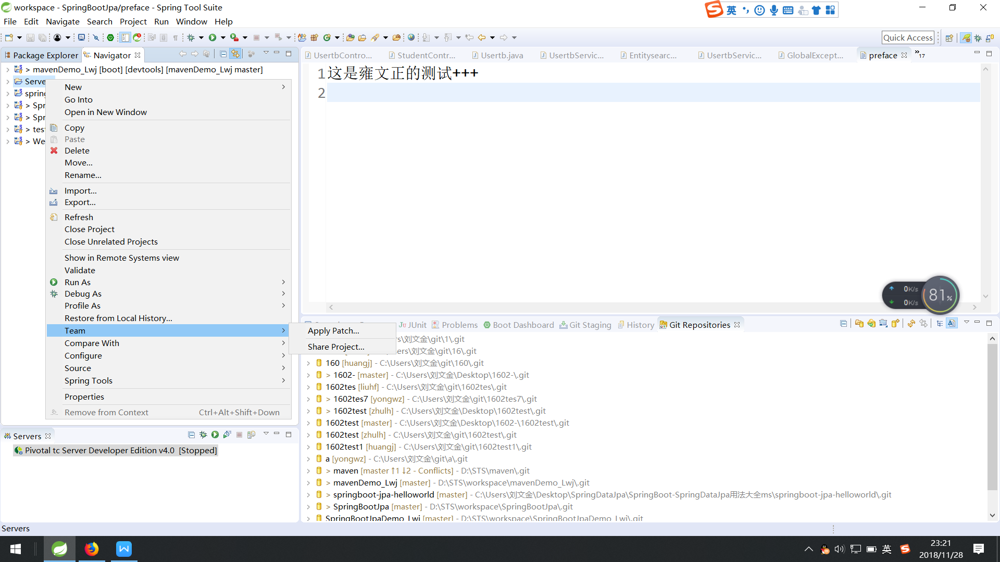 workspace - SpringBootJpa/preface - Spring Tool Suite
英
File Edit Navigate Search Project Run Window Help
Quick Access
Package Explorer Navigator
UsertbContro... StudentContr... Usertb.java UsertbServic... Entitysearc... UsertbServic... GlobalExcept... preface »17
> mavenDemo_Lwj [boot] [devtools] [mavenDemo_Lwj master]
Serve
spring
> Spr
> Spr
> test
> We
1 这是雍文正的测试+++
2
New
Go Into
Open in New Window
Copy
Paste
Delete
Move...
Rename...
Import...
Export...
Refresh
Close Project
Close Unrelated Projects
Show in Remote Systems view
Validate
Run As
Debug As
Profile As
Restore from Local History...
Team
Compare With
Configure
Source
Spring Tools
Properties
Remove from Context Ctrl+Alt+Shift+Down
Apply Patch...
Share Project...
0K/s
0K/s
81%
JUnit Problems Boot Dashboard Git Staging History Git Repositories
rs\刘文金\git\1\.git
ers\刘文金\git\16\.git
160 [huangj] - C:\Users\刘文金\git\160\.git
> 1602- [master] - C:\Users\刘文金\Desktop\1602-\.git
1602tes [liuhf] - C:\Users\刘文金\git\1602tes\.git
> 1602tes7 [yongwz] - C:\Users\刘文金\git\1602tes7\.git
> 1602test [zhulh] - C:\Users\刘文金\Desktop\1602test\.git
1602test [master] - C:\Users\刘文金\Desktop\1602-\1602test\.git
1602test [zhulh] - C:\Users\刘文金\git\1602test\.git
1602test1 [huangj] - C:\Users\刘文金\git\1602test1\.git
a [yongwz] - C:\Users\刘文金\git\a\.git
> maven [master ↑1 ↓2 - Conflicts] - D:\STS\maven\.git
> mavenDemo_Lwj [master] - D:\STS\workspace\mavenDemo_Lwj\.git
> springboot-jpa-helloworld [master] - C:\Users\刘文金\Desktop\SpringDataJpa\SpringBoot-SpringDataJpa用法大全ms\springboot-jpa-helloworld\.git
> SpringBootJpa [master] - D:\STS\workspace\SpringBootJpa\.git
SpringBootJpaDemo_Lwj [master] - D:\STS\workspace\SpringBootJpaDemo_Lwj\.git
Servers
Pivotal tc Server Developer Edition v4.0 [Stopped]
Servers
英
23:21
2018/11/28